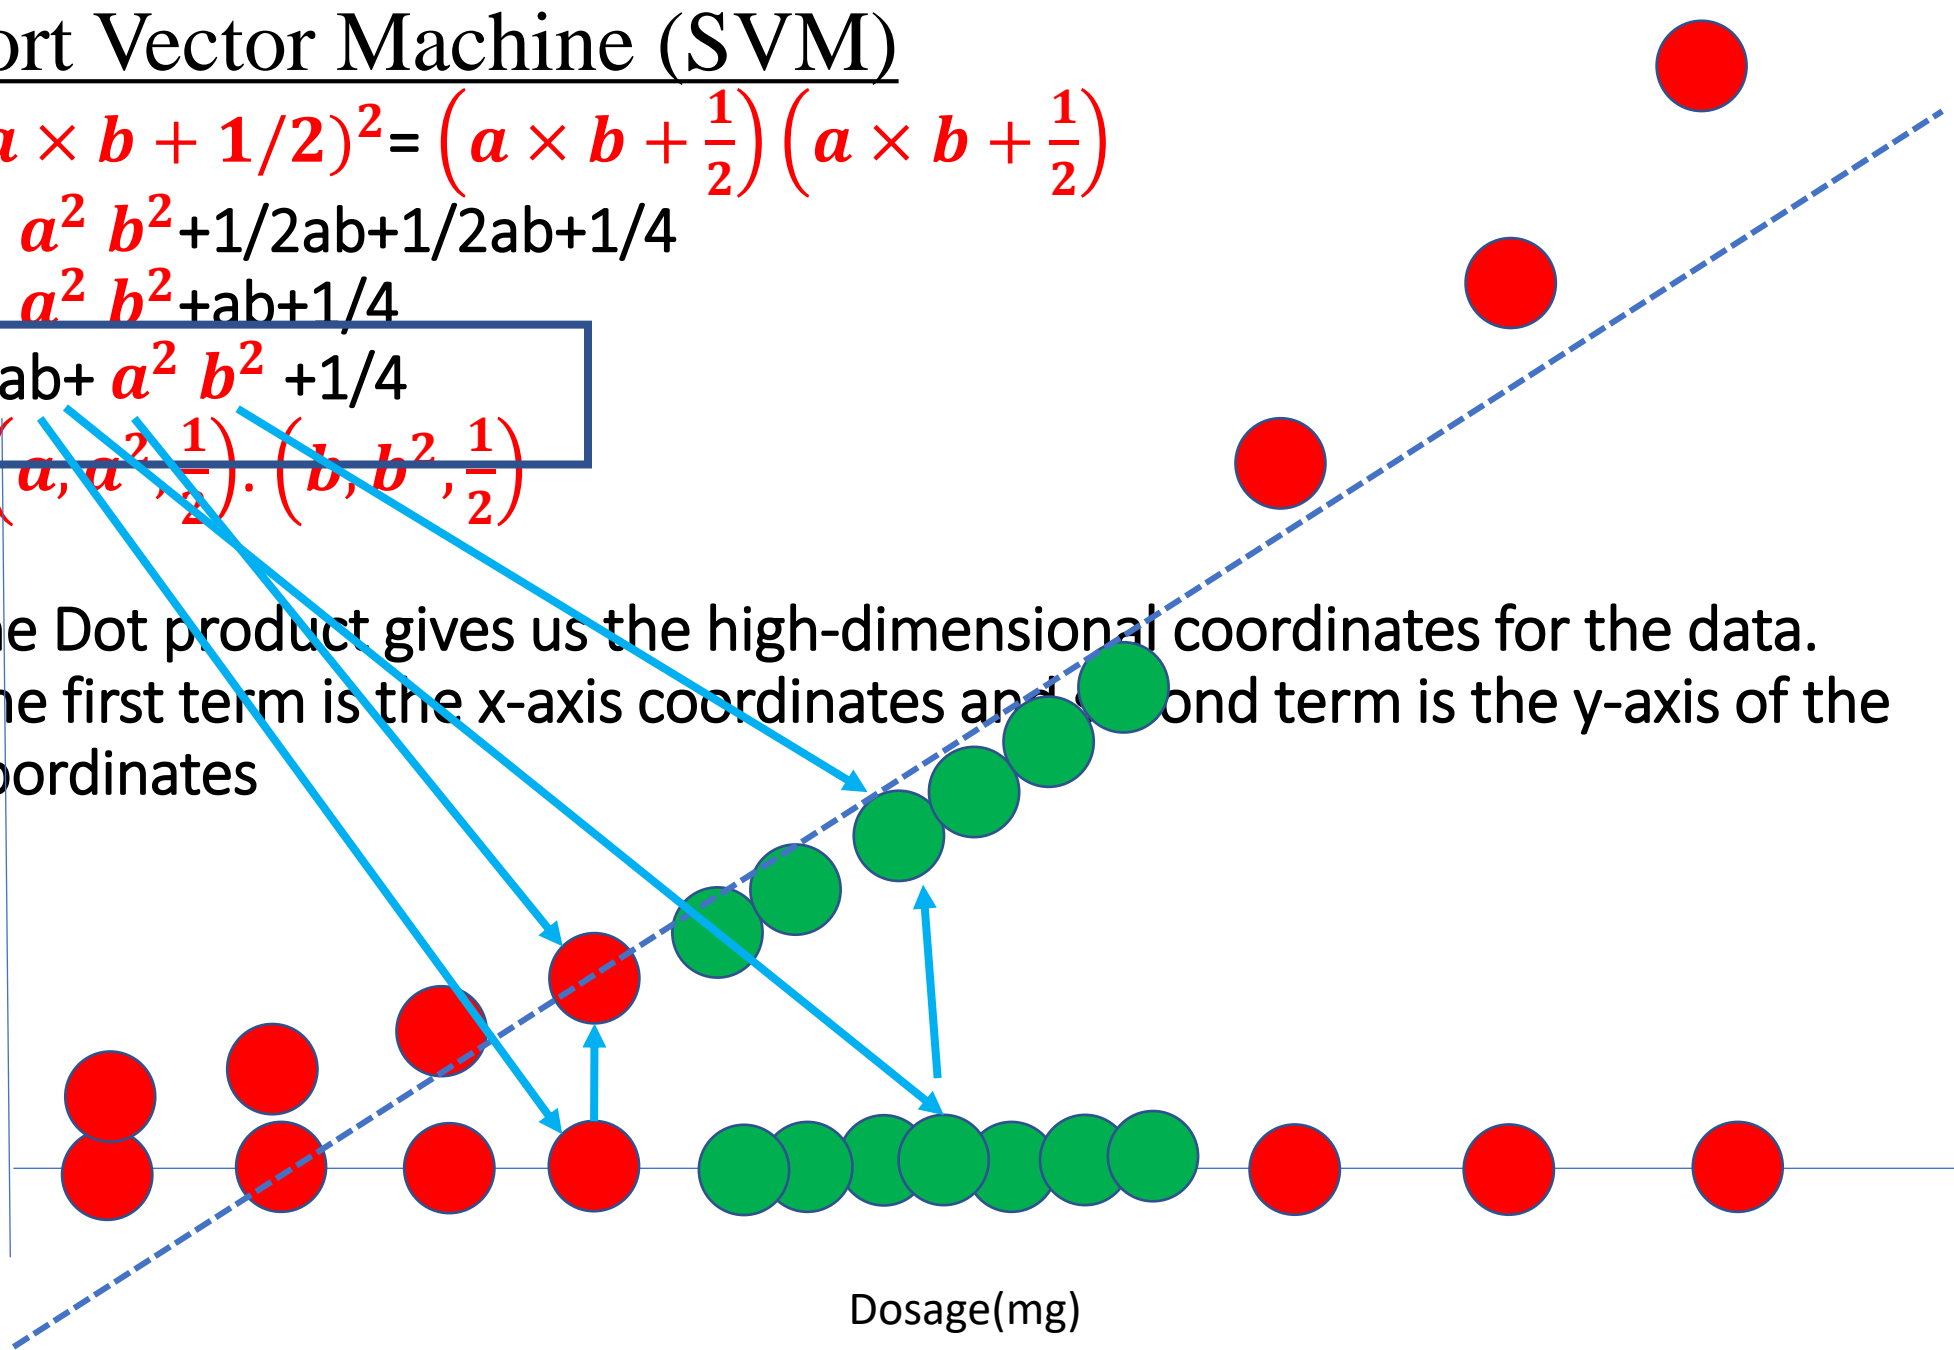 ort Vector Machine (SVM)
a × b + 1/2)²= (a × b + 1/2) (a × b + 1/2)
a² b²+1/2ab+1/2ab+1/4
a² b²+ab+1/4
ab+ a² b² +1/4
(a, a², 1/2). (b, b², 1/2)
e Dot product gives us the high-dimensional coordinates for the data.
he first term is the x-axis coordinates and second term is the y-axis of the
oordinates
Dosage(mg)